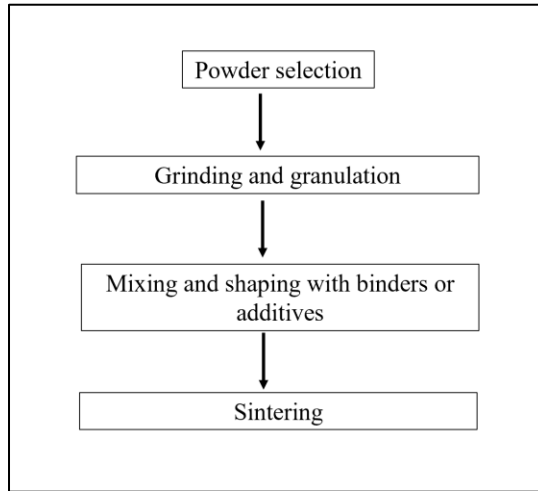 Powder selection
Grinding and granulation
Mixing and shaping with binders or
additives
Sintering